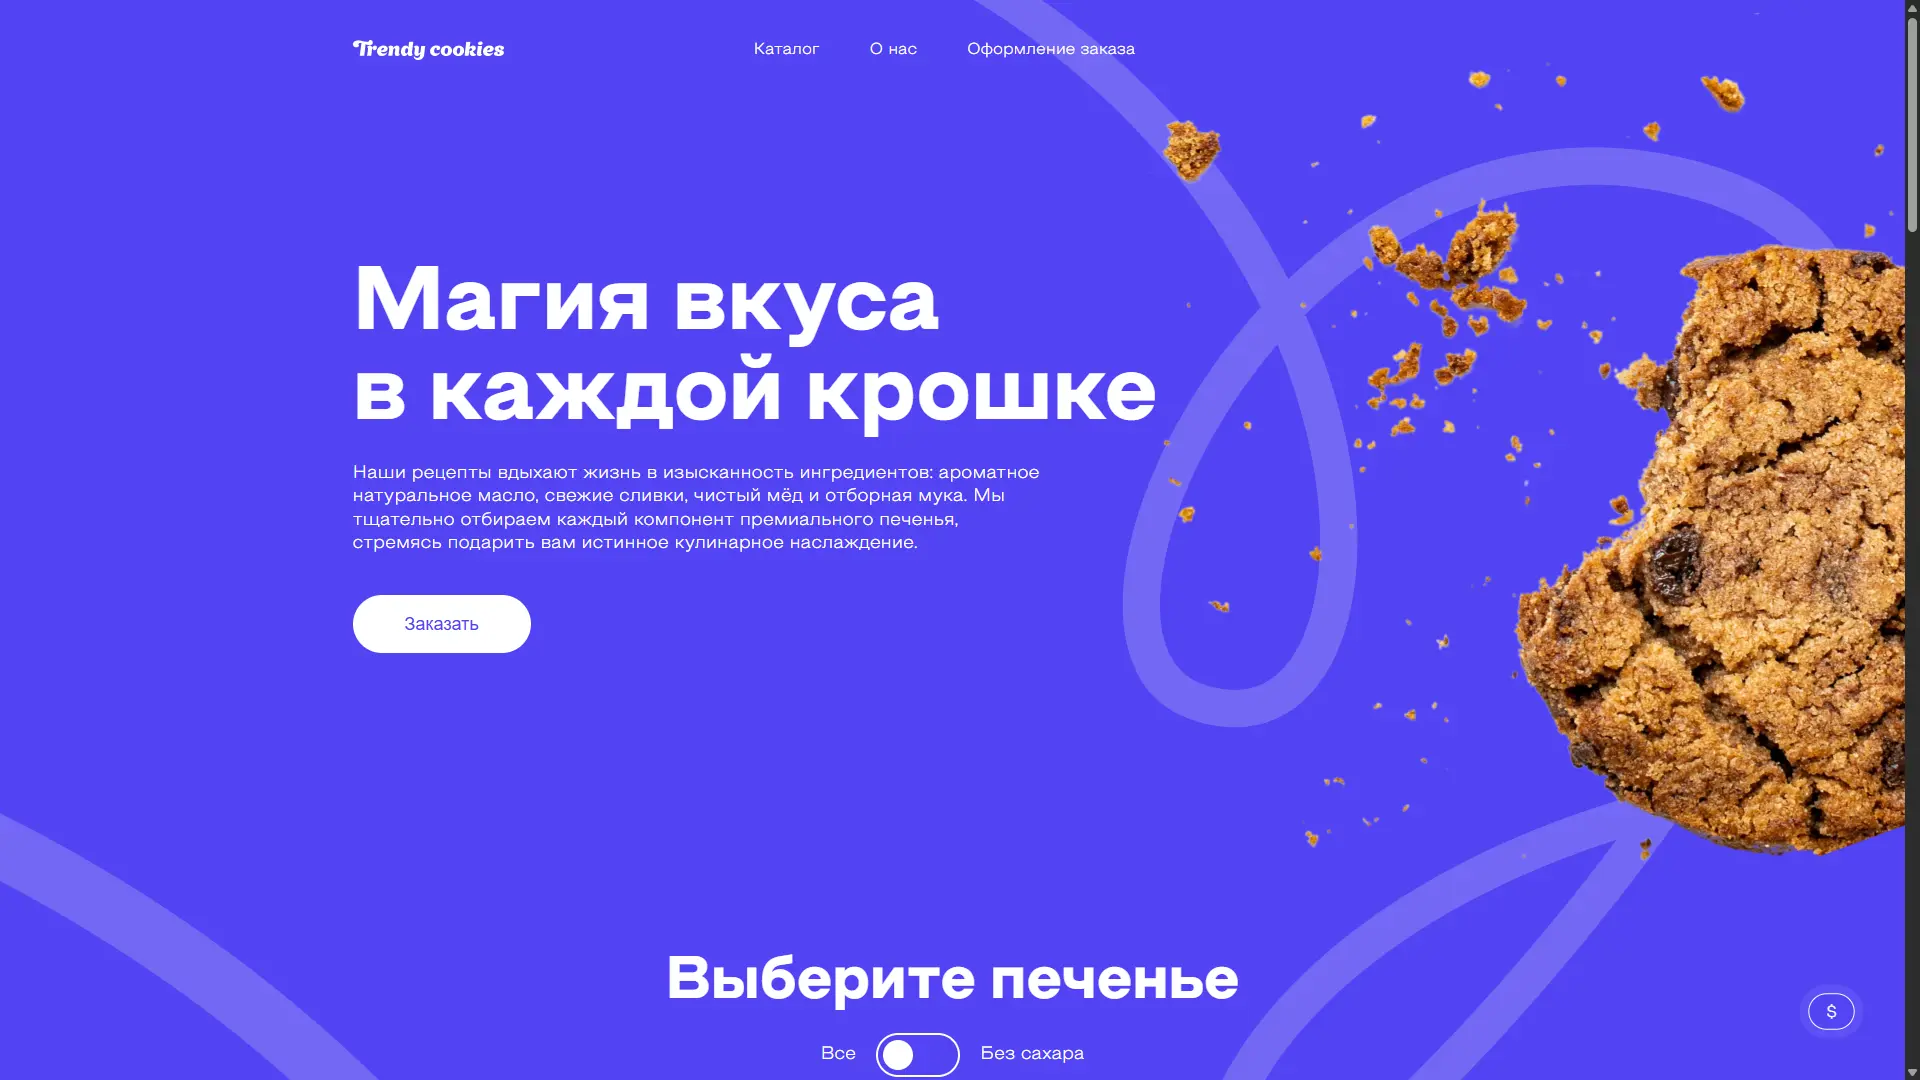 Trendy cookies
Каталог
О нас
Оформление заказа
Магия вкуса
в каждой крошке
Наши рецепты вдыхают жизнь в изысканность ингредиентов: ароматное
натуральное масло, свежие сливки, чистый мёд и отборная мука. Мы
тщательно отбираем каждый компонент премиального печенья,
стремясь подарить вам истинное кулинарное наслаждение.
Заказать
Выберите печенье
Все
Без сахара
$